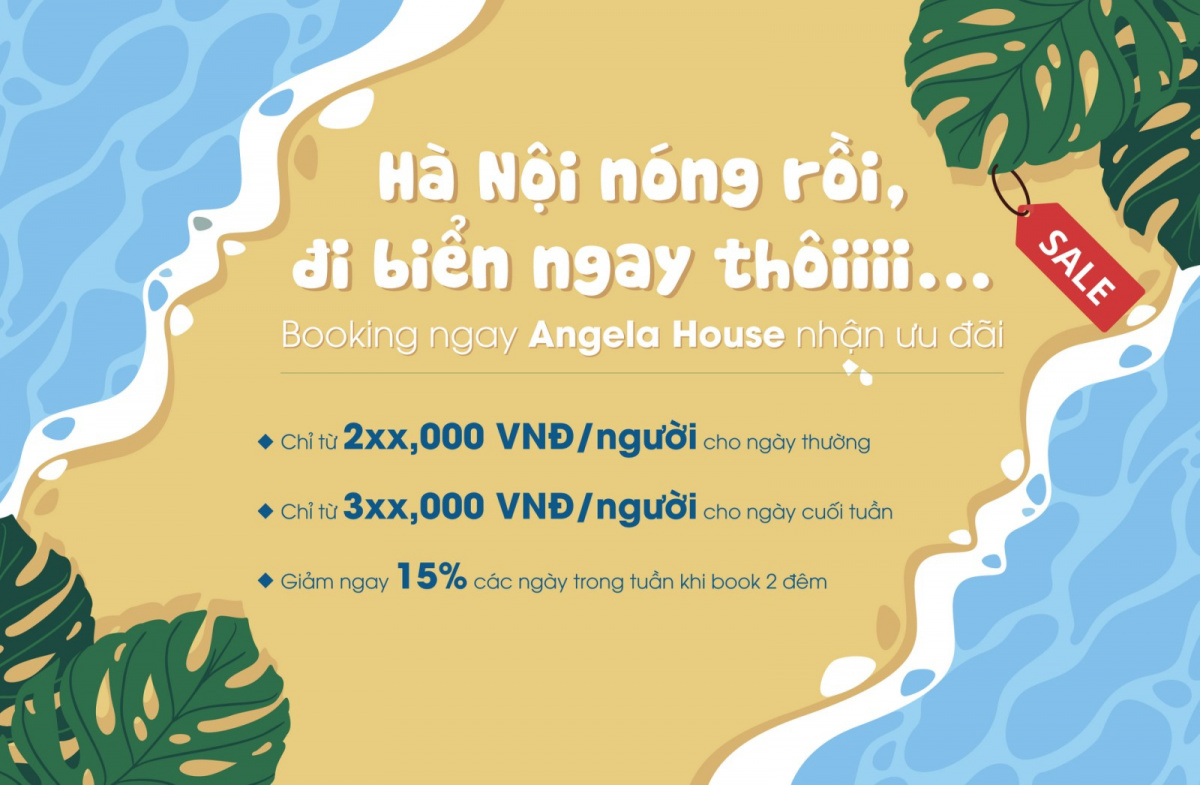 Hà Nội nóng rồi,
đi biển ngay thôiiii...
SALE
Booking ngay Angela House nhận ưu đãi
Chỉ từ 2xx,000 VNĐ/người cho ngày thường
Chỉ từ 3xx,000 VNĐ/người cho ngày cuối tuần
Giảm ngay 15% các ngày trong tuần khi book 2 đêm